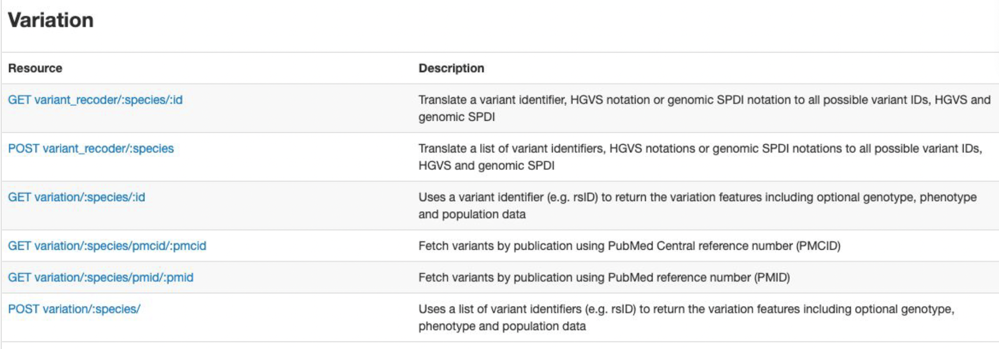 Variation
Resource Description
GET variant_recoder/:species/:id Translate a variant identifier, HGVS notation or genomic SPDI notation to all possible variant IDs, HGVS and
genomic SPDI
POST variant_recoder/:species Translate a list of variant identifiers, HGVS notations or genomic SPDI notations to all possible variant IDs,
HGVS and genomic SPDI
GET variation/:species/:id Uses a variant identifier (e.g. rsID) to return the variation features including optional genotype, phenotype
and population data
GET variation/:species/pmcid/:pmcid Fetch variants by publication using PubMed Central reference number (PMCID)
GET variation/:species/pmid/:pmid Fetch variants by publication using PubMed reference number (PMID)
POST variation/:species/ Uses a list of variant identifiers (e.g. rsID) to return the variation features including optional genotype,
phenotype and population data